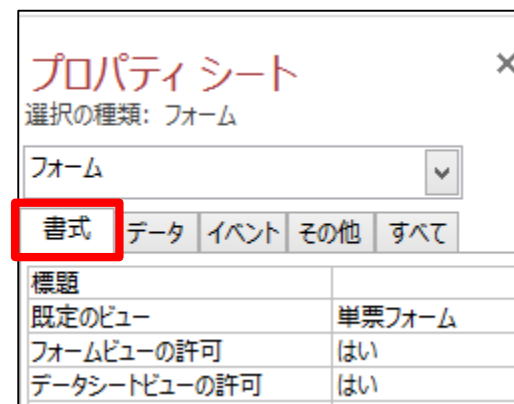 プロパティ シート
選択の種類: フォーム
フォーム
書式 データ イベント その他 すべて
標題
既定のビュー 単票フォーム
フォームビューの許可 はい
データシートビューの許可 はい